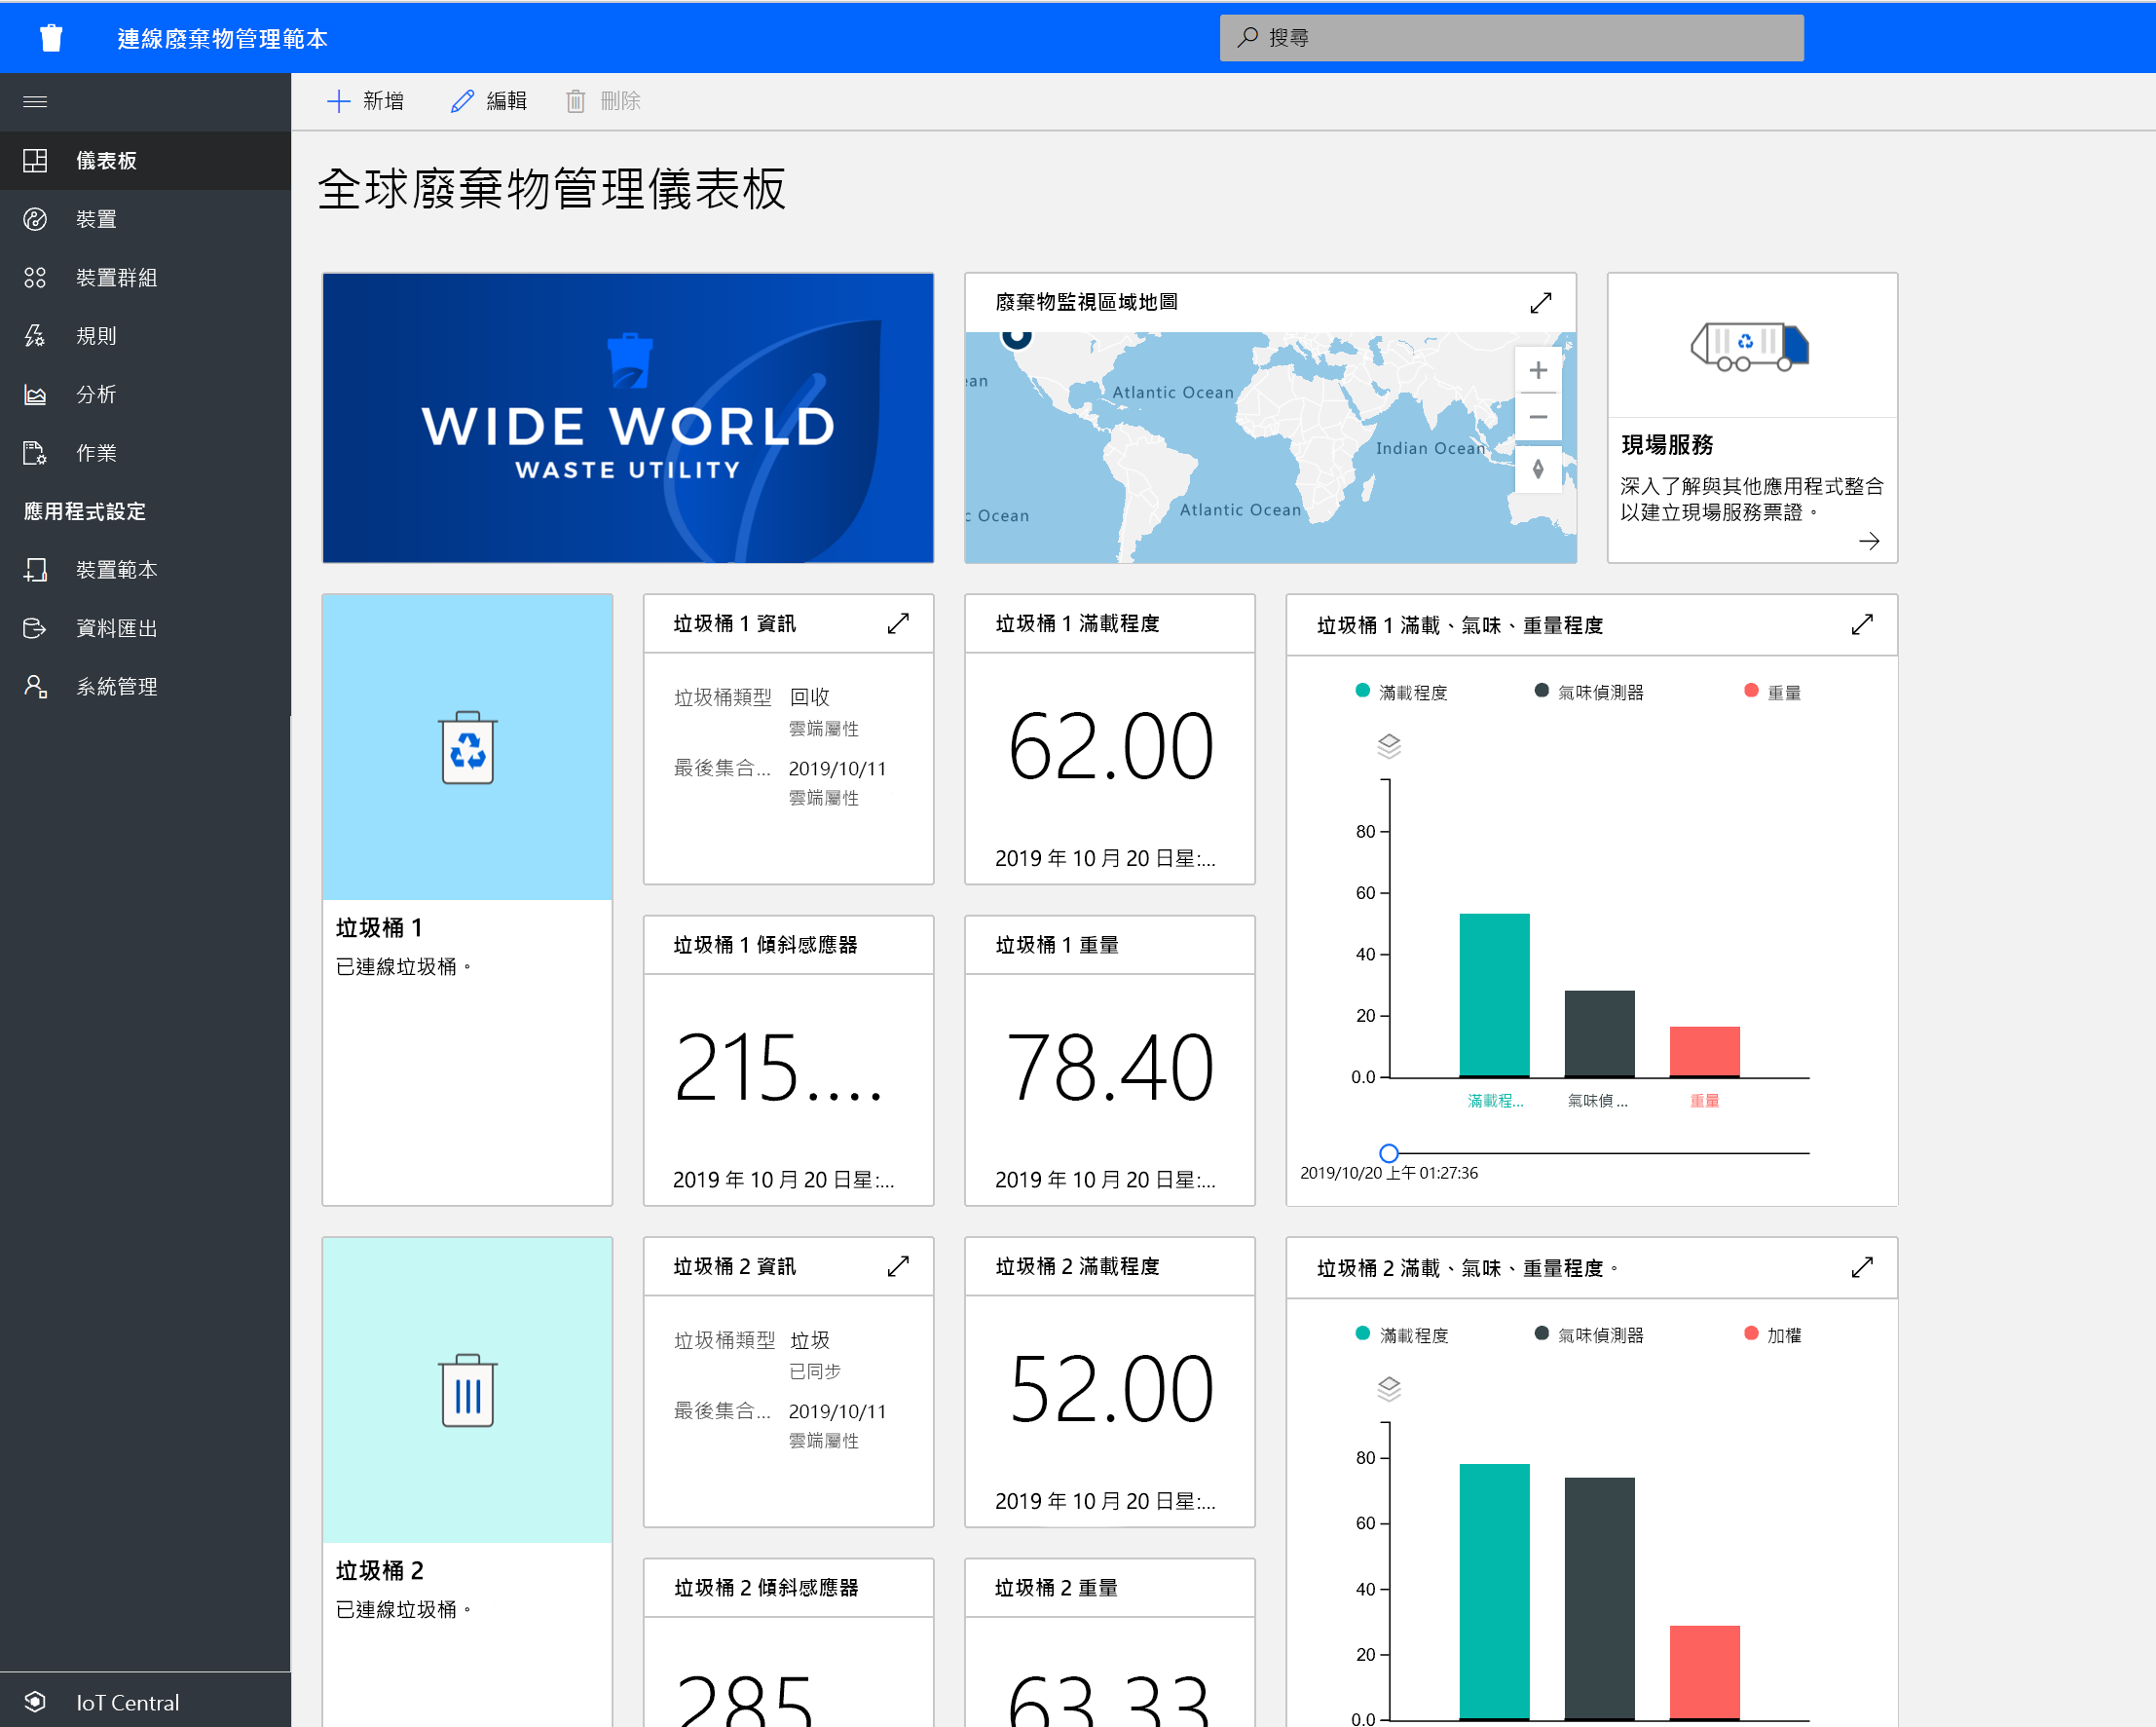 連線廢棄物管理範本
搜尋
新增
編輯
刪除
儀表板
裝置
裝置群組
規則
分析
作業
應用程式設定
裝置範本
資料匯出
系統管理
IoT Central
全球廢棄物管理儀表板
WIDE WORLD
WASTE UTILITY
廢棄物監視區域地圖
ean
Atlantic Ocean
Indian Ocean
c Ocean
Atlantic Ocean
現場服務
深入了解與其他應用程式整合
以建立現場服務票證。
垃圾桶 1
已連線垃圾桶。
垃圾桶 1 資訊
垃圾桶類型 回收
雲端屬性
最後集合... 2019/10/11
雲端屬性
垃圾桶 1 滿載程度
62.00
2019 年 10 月 20 日星:...
垃圾桶 1 傾斜感應器
215....
2019 年 10 月 20 日星:...
垃圾桶 1 重量
78.40
2019 年 10 月 20 日星:...
垃圾桶 1 滿載、氣味、重量程度
滿載程度 氣味偵測器 重量
80
60
40
20
0.0
滿載程... 氣味偵... 重量
2019/10/20 上午 01:27:36
垃圾桶 2
已連線垃圾桶。
垃圾桶 2 資訊
垃圾桶類型 垃圾
已同步
最後集合... 2019/10/11
雲端屬性
垃圾桶 2 滿載程度
52.00
2019 年 10 月 20 日星:...
垃圾桶 2 傾斜感應器
285
垃圾桶 2 重量
63.33
垃圾桶 2 滿載、氣味、重量程度。
滿載程度 氣味偵測器 加權
80
60
40
20
0.0